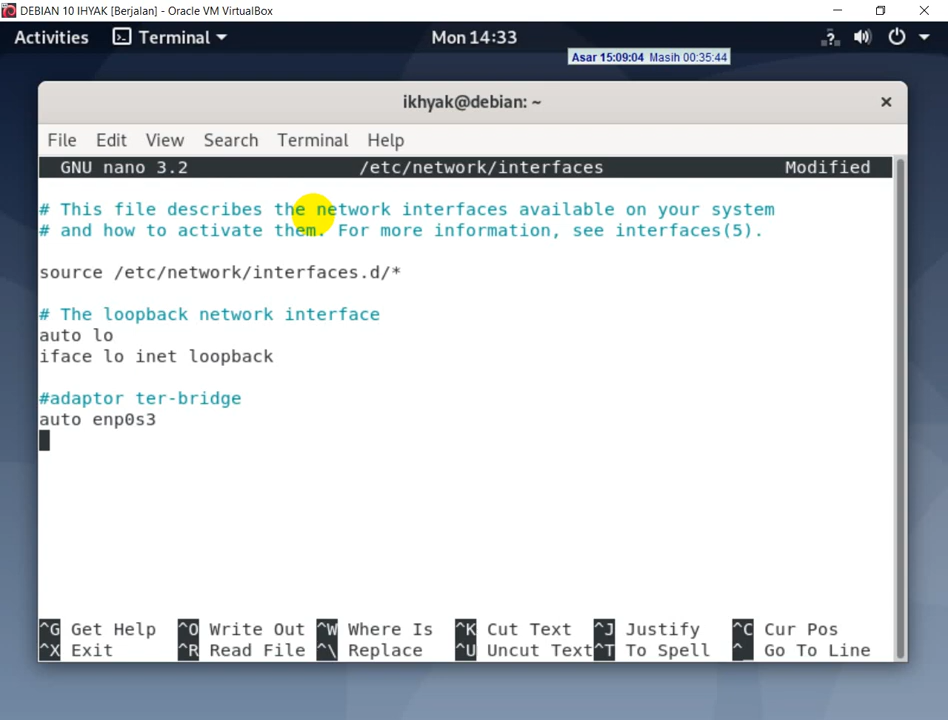 DEBIAN 10 IHYAK [Berjalan] - Oracle VM VirtualBox
Activities Terminal Mon 14:33
Asar 15:09:04 Masih 00:35:44
ikhyak@debian: ~
File Edit View Search Terminal Help
GNU nano 3.2 /etc/network/interfaces Modified
# This file describes the network interfaces available on your system
# and how to activate them. For more information, see interfaces(5).
source /etc/network/interfaces.d/*
# The loopback network interface
auto lo
iface lo inet loopback
#adaptor ter-bridge
auto enp0s3
^G Get Help ^O Write Out ^W Where Is ^K Cut Text ^J Justify ^C Cur Pos
^X Exit ^R Read File ^\ Replace ^U Uncut Text ^T To Spell ^_ Go To Line